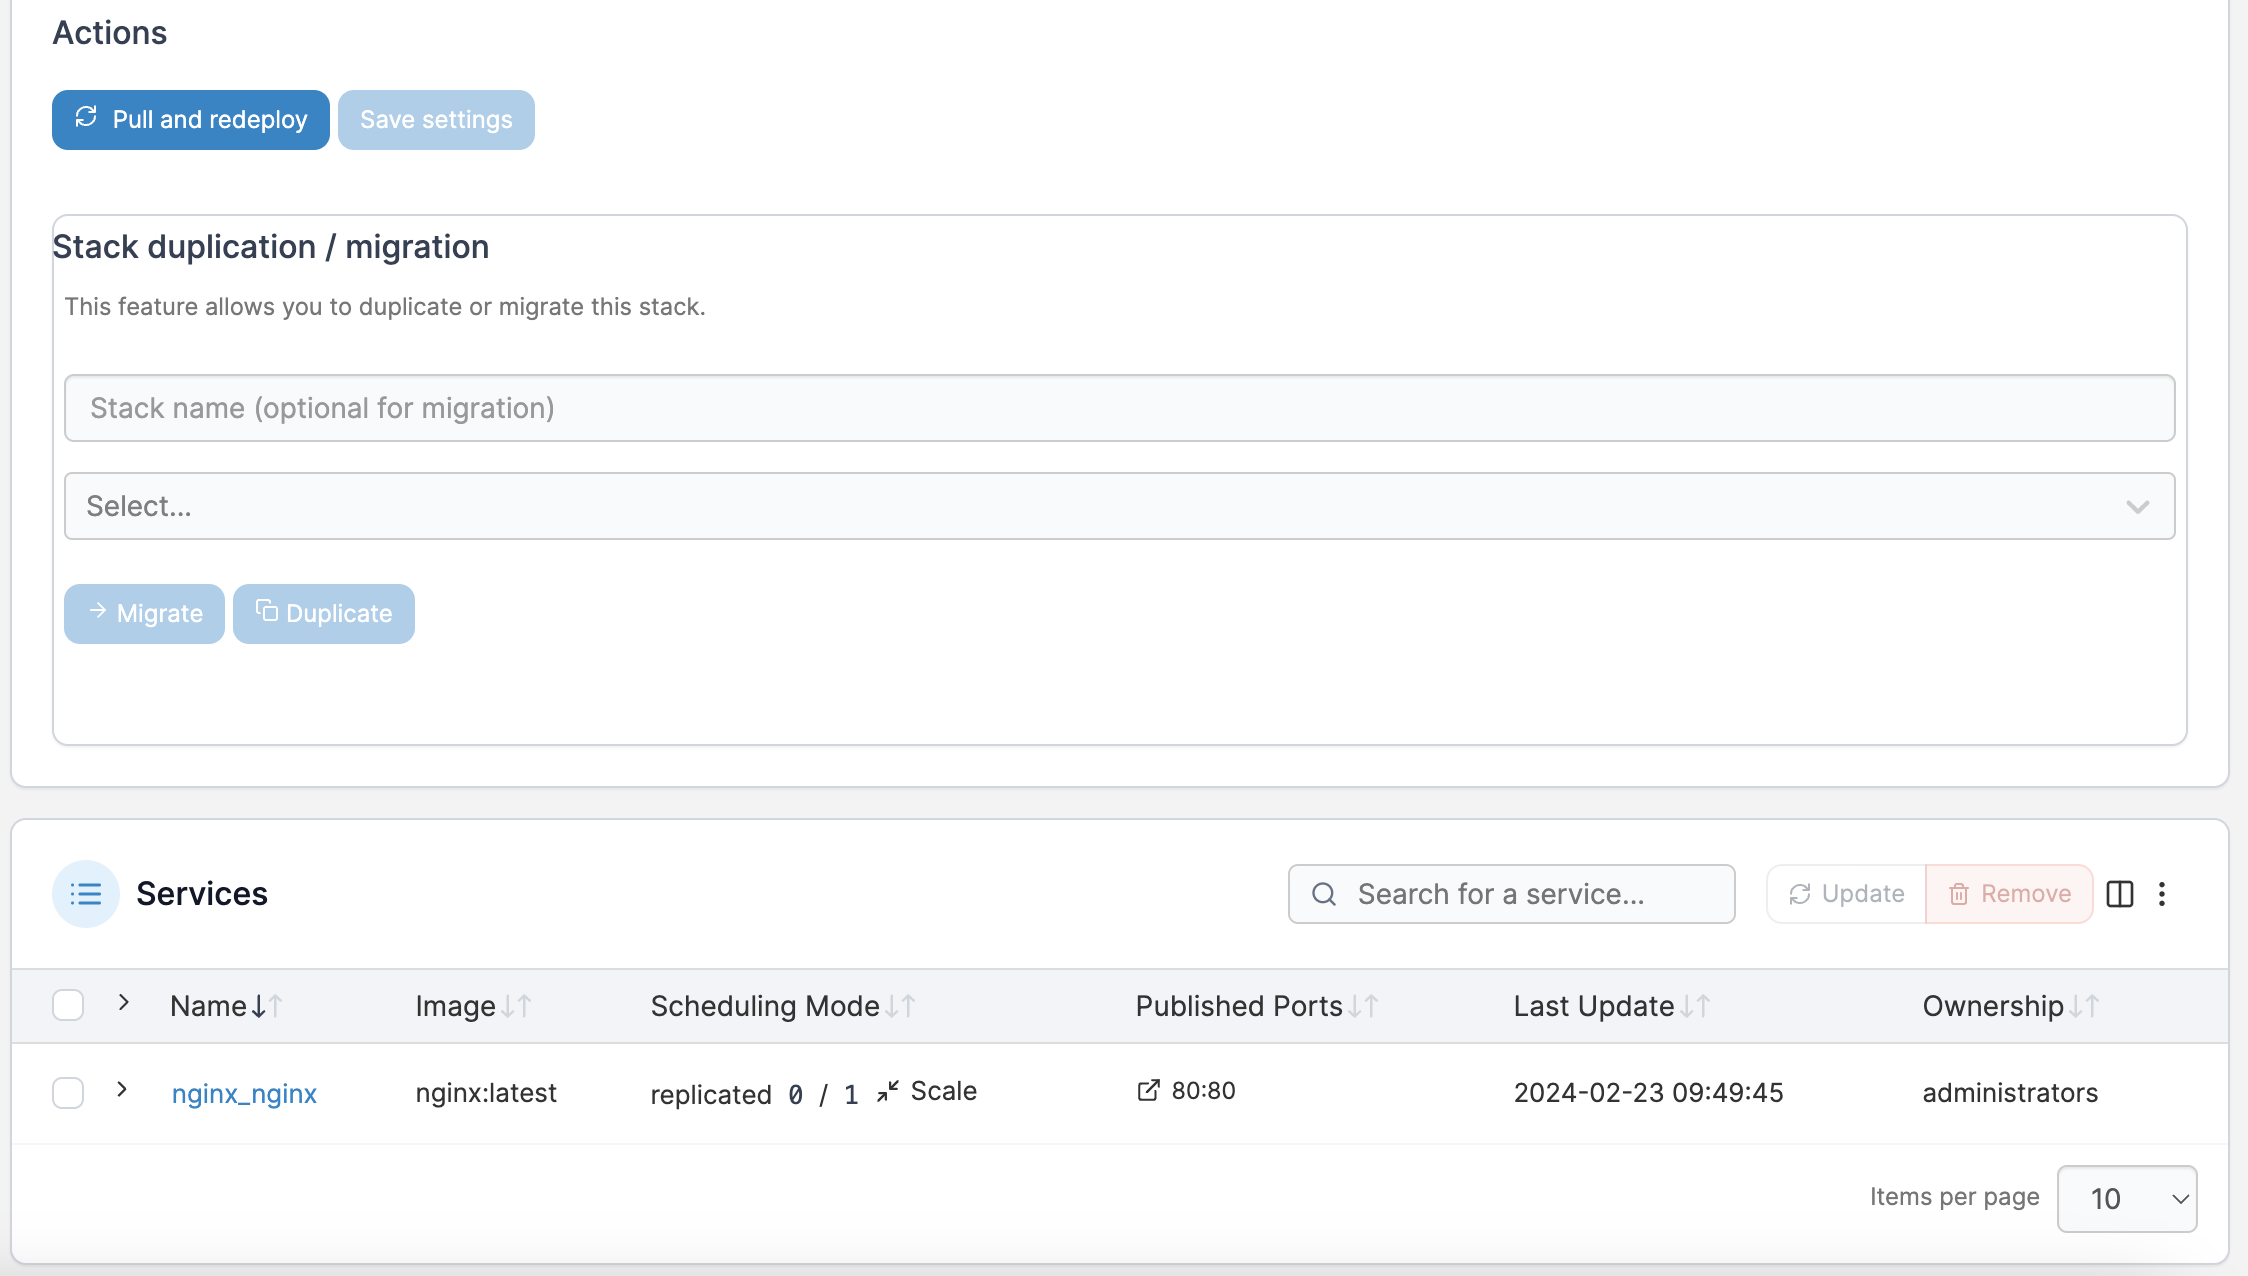 Actions
Pull and redeploy Save settings
Stack duplication / migration
This feature allows you to duplicate or migrate this stack.
Stack name (optional for migration)
Select...
Migrate Duplicate
Services Search for a service... Update Remove
Name Image Scheduling Mode Published Ports Last Update Ownership
nginx_nginx nginx:latest replicated 0 / 1 Scale 80:80 2024-02-23 09:49:45 administrators
Items per page 10